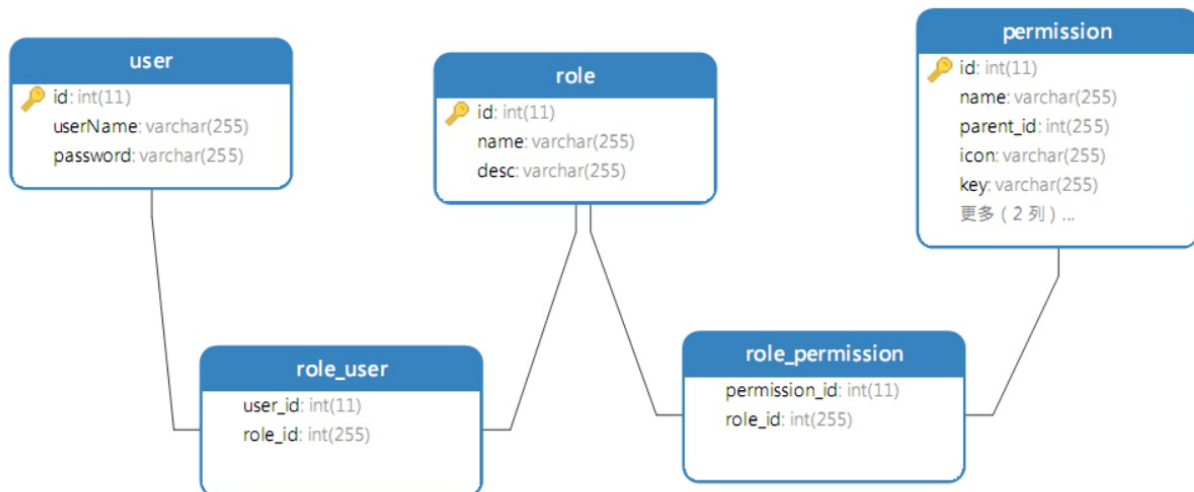 user
id: int(11)
userName: varchar(255)
password: varchar(255)
role
id: int(11)
name: varchar(255)
desc: varchar(255)
permission
id: int(11)
name: varchar(255)
parent_id: int(255)
icon: varchar(255)
key: varchar(255)
更多（2 列）...
role_user
user_id: int(11)
role_id: int(255)
role_permission
permission_id: int(11)
role_id: int(255)